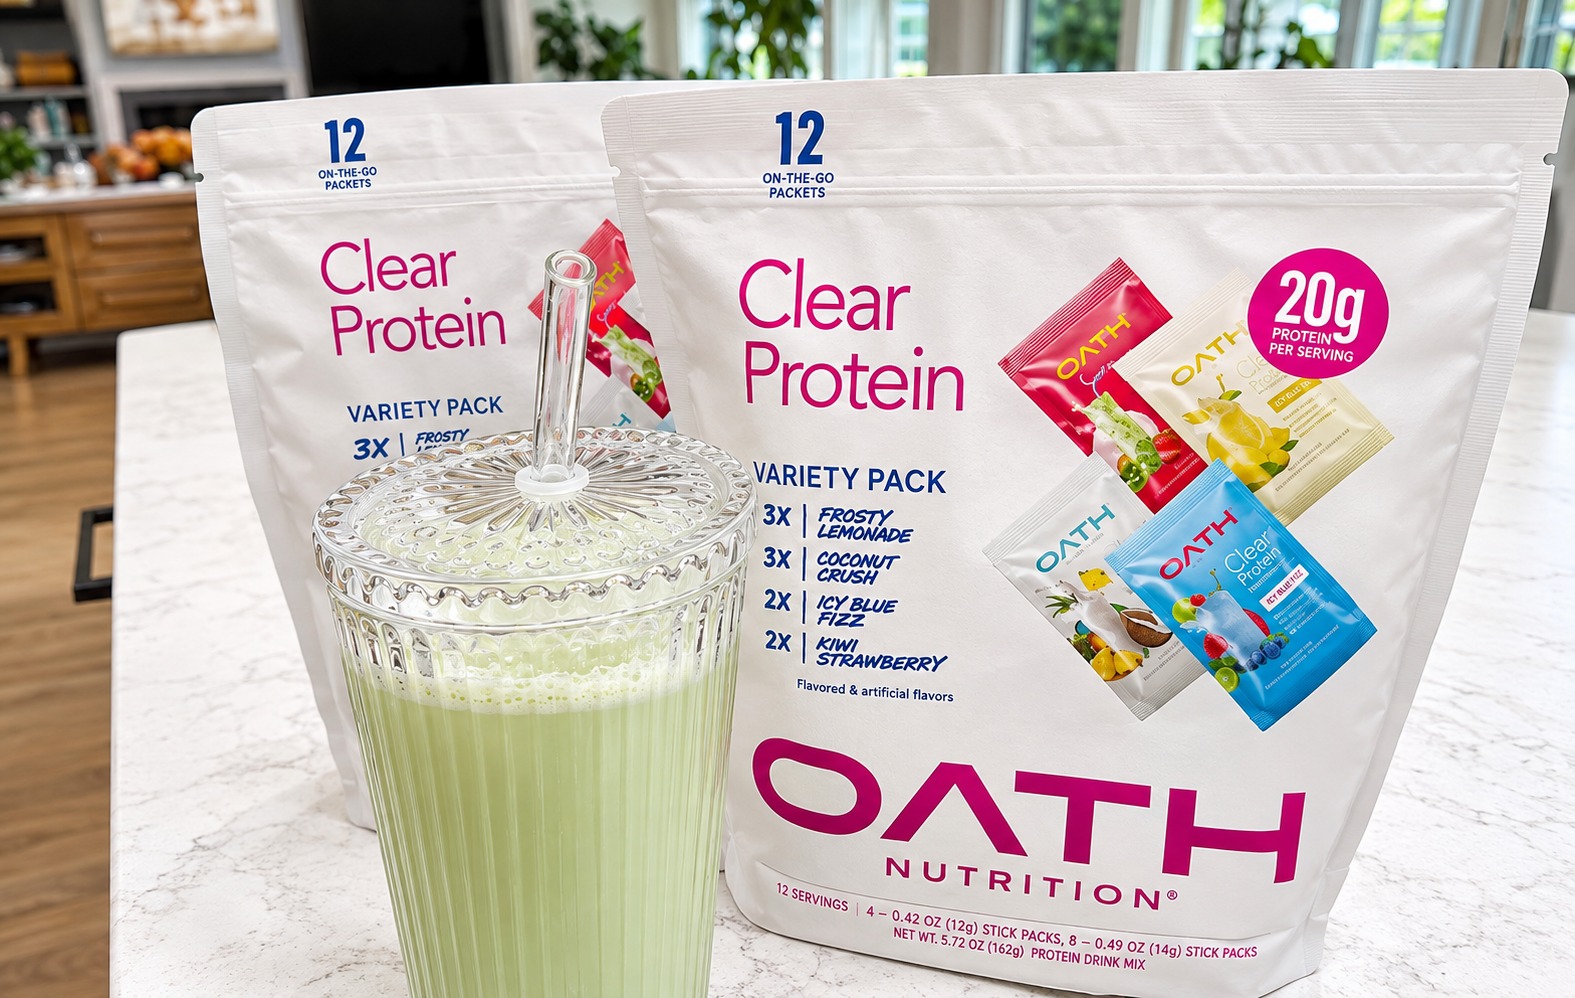 12
ON-THE-GO
PACKETS
Clear
Protein
VARIETY PACK
3X
FROSTY
12
ON-THE-GO
PACKETS
Clear
Protein
20g
PROTEIN
PER SERVING
VARIETY PACK
3X FROSTY
LEMONADE
3X COCONUT
CRUSH
2X ICY BLUE
FIZZ
2X KIWI
STRAWBERRY
Flavored & artificial flavors
OATH
OATH
OATH
OATH
Clear
Protein
ICY BLUE FIZZ
OATH
NUTRITION®
12 SERVINGS | 4 – 0.42 OZ (12g) STICK PACKS, 8 – 0.49 OZ (14g) STICK PACKS
NET WT. 5.72 OZ (162g) PROTEIN DRINK MIX